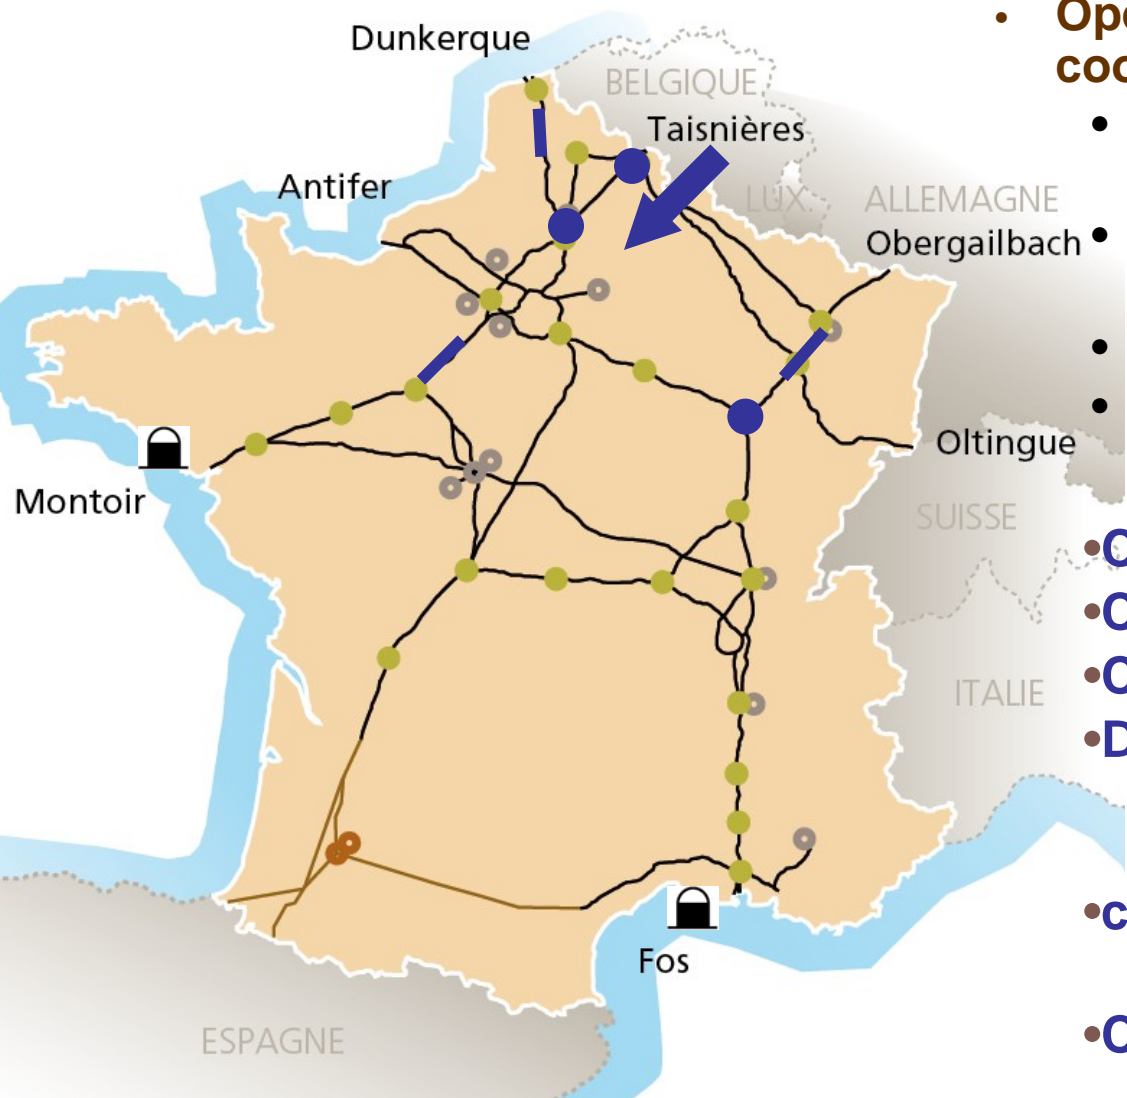 Dunkerque
BELGIQUE
Taisnières
Antifer
LUX.
ALLEMAGNE
Obergailbach
Oltingue
Montoir
SUISSE
ITALIE
Fos
ESPAGNE